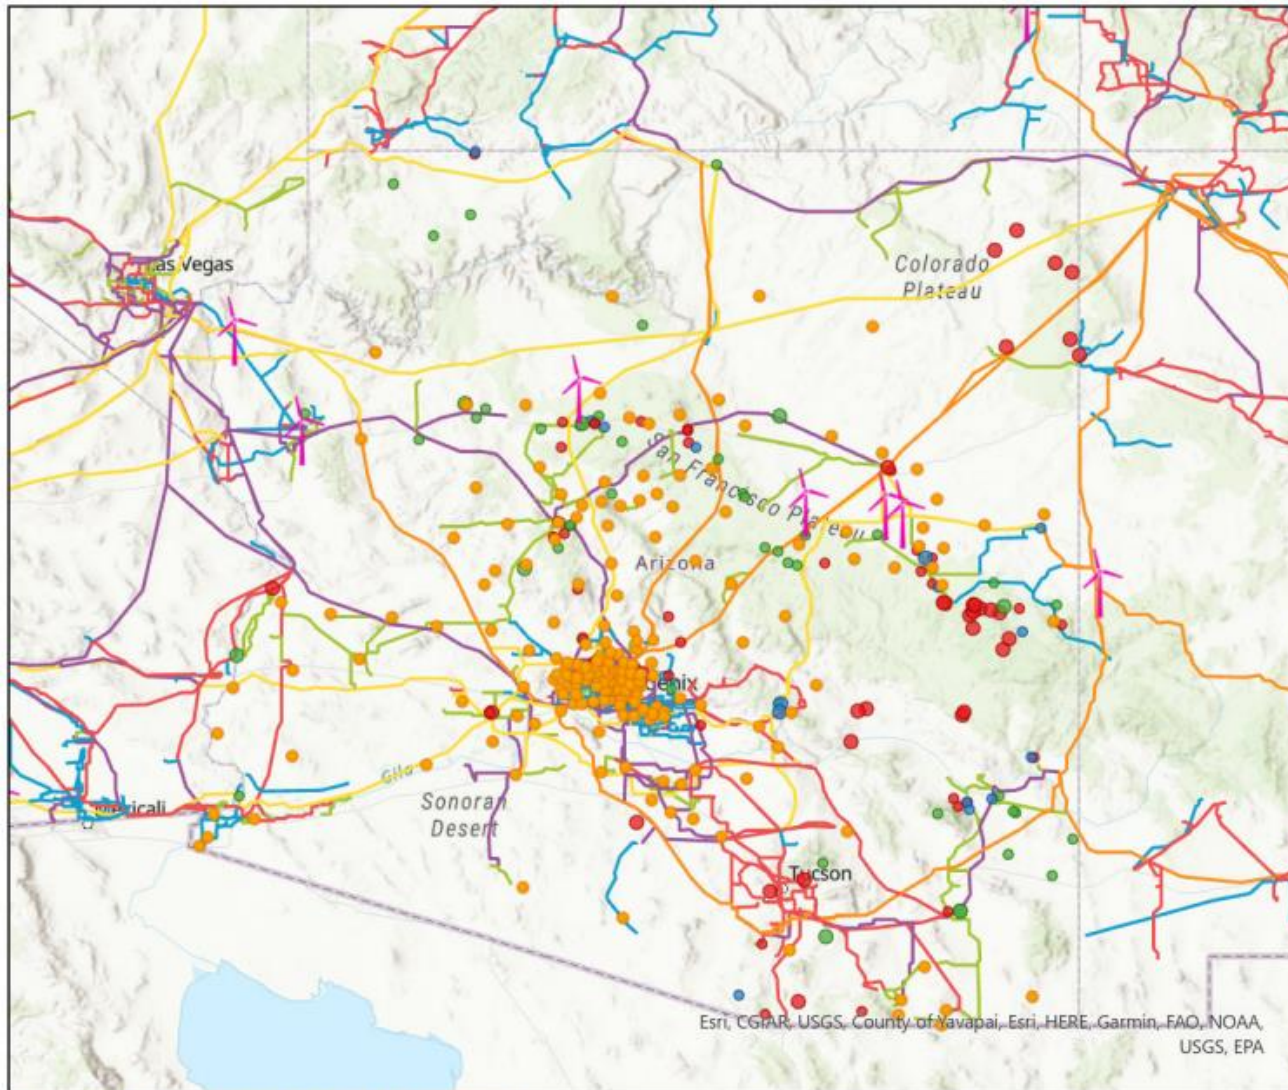 as Vegas
Colorado
Plateau
San Francisco Plateau
Arizona
enix
Gila
Sonoran
Desert
Mexicali
Tucson
Esri, CGIAR, USGS, County of Yavapai, Esri, HERE, Garmin, FAO, NOAA,
USGS, EPA